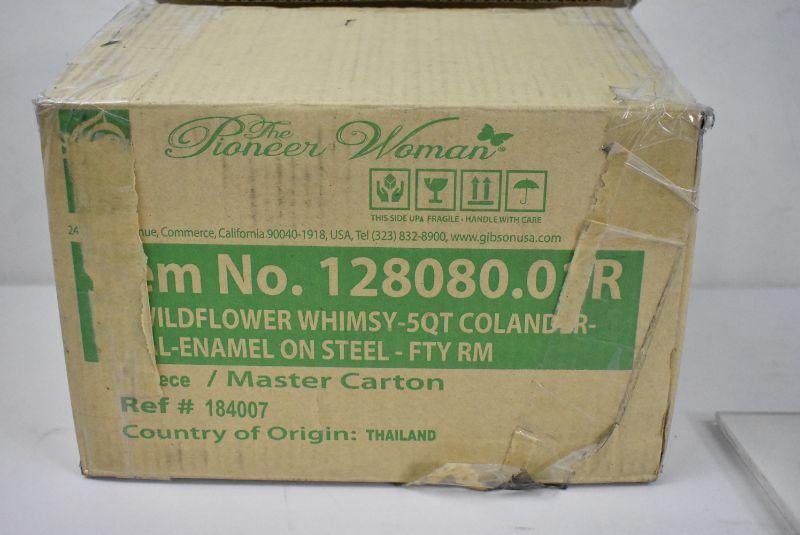 The
Pioneer Woman®
THIS SIDE UP FRAGILE • HANDLE WITH CARE
24 nue, Commerce, California 90040-1918, USA, Tel (323) 832-8900, www.gibsonusa.com
em No. 128080.01R
WILDFLOWER WHIMSY-5QT COLANDER-
L-ENAMEL ON STEEL - FTY RM
ece / Master Carton
Ref # 184007
Country of Origin: THAILAND